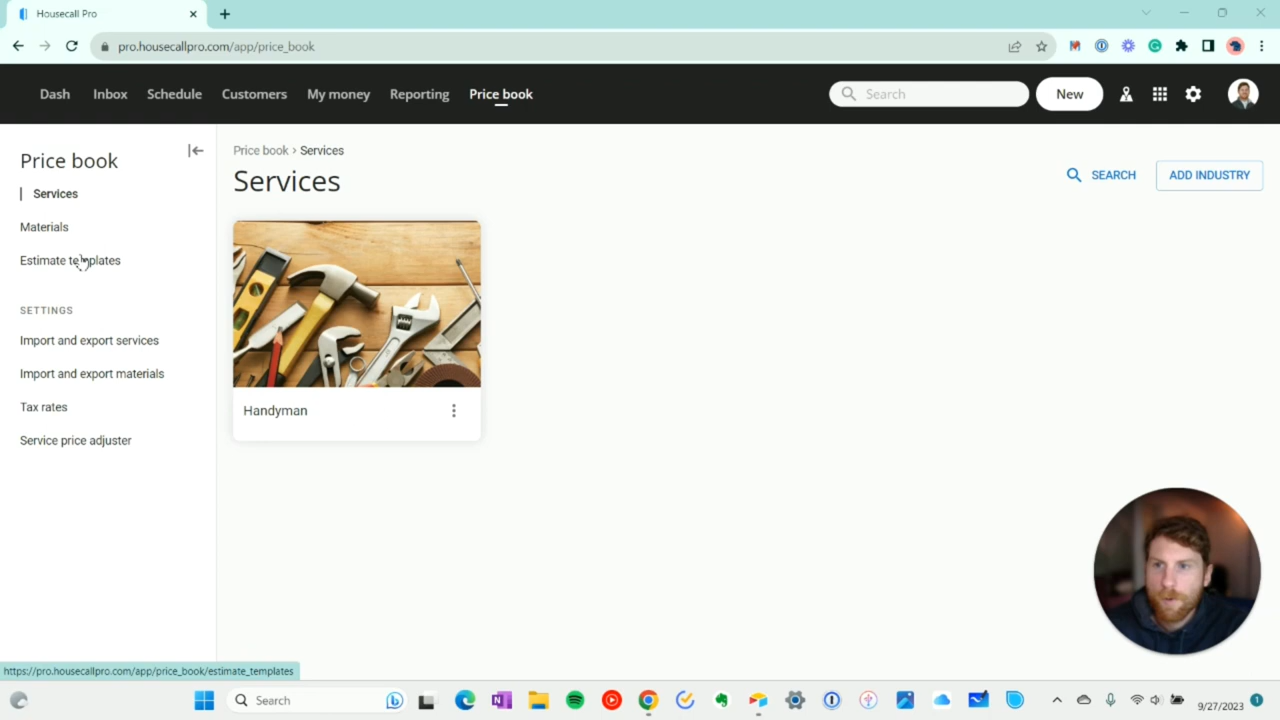 Housecall Pro
pro.housecallpro.com/app/price_book
Dash Inbox Schedule Customers My money Reporting Price book
Search
New
Price book
Services
Materials
Estimate templates
SETTINGS
Import and export services
Import and export materials
Tax rates
Service price adjuster
Price book › Services
Services
SEARCH
ADD INDUSTRY
Handyman
https://pro.housecallpro.com/app/price_book/estimate_templates
Search
9/27/2023
1